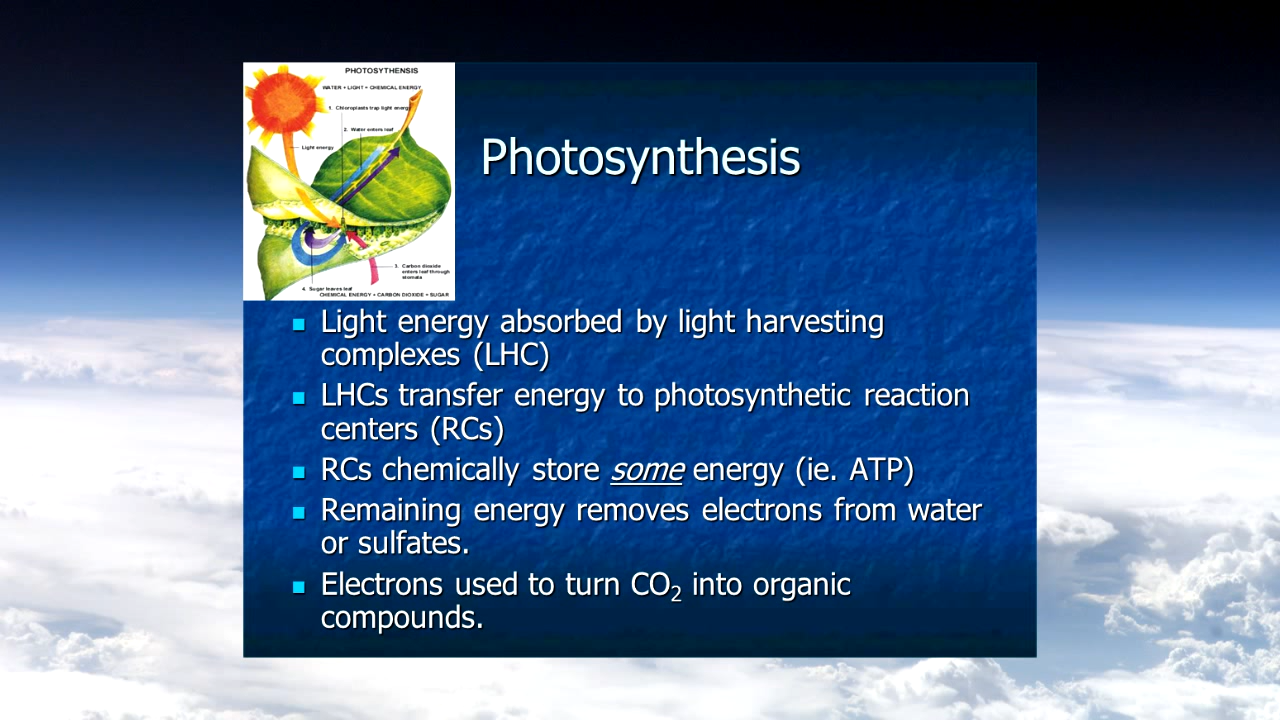 PHOTOSYTHENSIS
WATER + LIGHT = CHEMICAL ENERGY
1. Chloroplasts trap light energy
2. Water enters leaf
Light energy
3. Carbon dioxide
enters leaf through
stomata
4. Sugar leaves leaf
CHEMICAL ENERGY + CARBON DIOXIDE = SUGAR
Photosynthesis
Light energy absorbed by light harvesting
complexes (LHC)
LHCs transfer energy to photosynthetic reaction
centers (RCs)
RCs chemically store some energy (ie. ATP)
Remaining energy removes electrons from water
or sulfates.
Electrons used to turn CO₂ into organic
compounds.